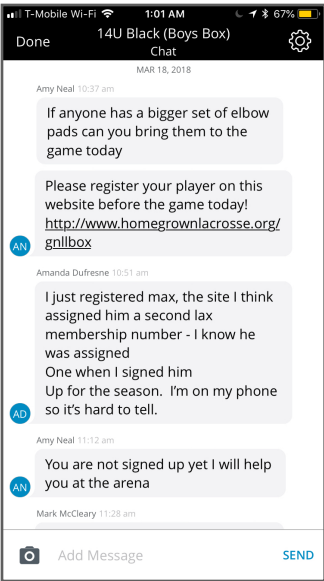 T-Mobile Wi-Fi 1:01 AM 67%
Done 14U Black (Boys Box)
Chat
MAR 18, 2018
Amy Neal 10:37 am
If anyone has a bigger set of elbow
pads can you bring them to the
game today
Please register your player on this
website before the game today!
http://www.homegrownlacrosse.org/
gnllbox
AN
Amanda Dufresne 10:51 am
I just registered max, the site I think
assigned him a second lax
membership number - I know he
was assigned
One when I signed him
Up for the season. I'm on my phone
so it's hard to tell.
AD
Amy Neal 11:12 am
You are not signed up yet I will help
you at the arena
AN
Mark McCleary 11:28 am
Add Message SEND